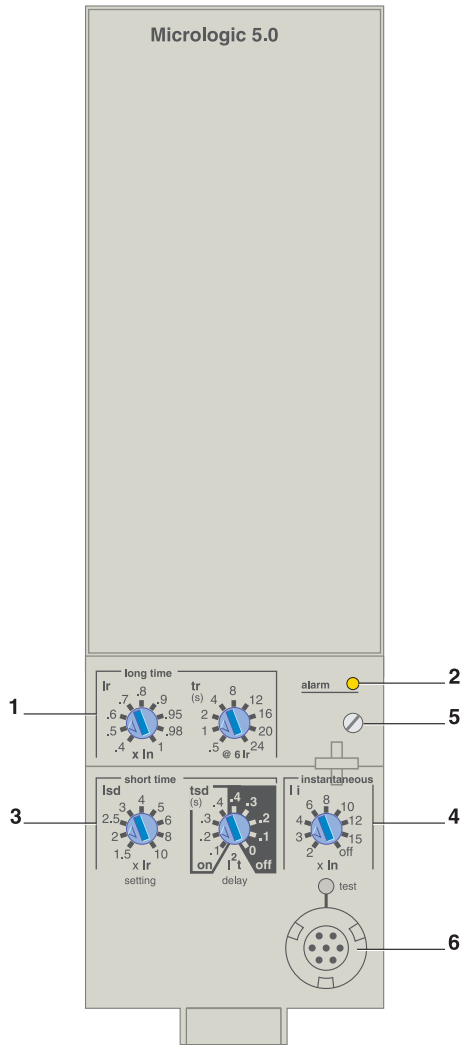 Micrologic 5.0
long time
Ir
.4 .5 .6 .7 .8 .9 .95 .98 1
x In
tr
(s)
.5 1 2 4 8 12 16 20 24
@ 6 Ir
alarm
2
1
5
short time
Isd
1.5 2 2.5 3 4 5 6 8 10
x Ir
setting
tsd
(s)
.1 .2 .3 .4 .4 .3 .2 .1 0
on I²t off
delay
instantaneous
I i
2 3 4 6 8 10 12 15 off
x In
3
4
test
6